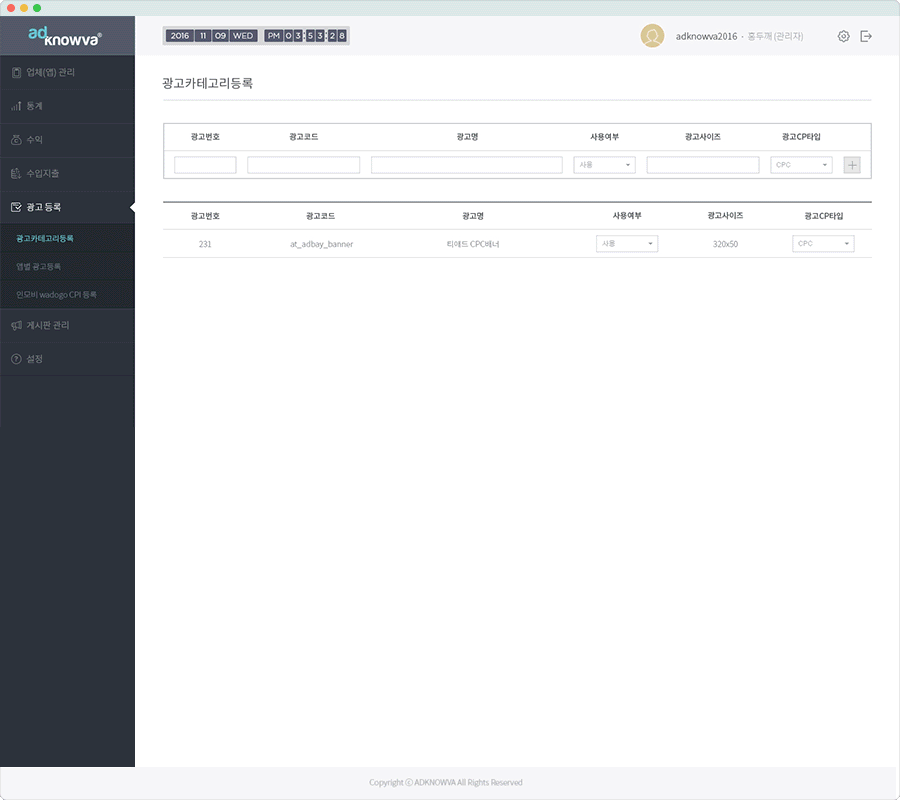 adknowva®
2016 11 09 WED PM 03:53:28
adknowva2016 · 홍두깨(관리자)
업체(앱) 관리
통계
수익
수입지출
광고 등록
광고카테고리등록
앱별 광고등록
인모비 wadogo CPI 등록
게시판 관리
설정
광고카테고리등록
광고번호 광고코드 광고명 사용여부 광고사이즈 광고CP타입
사용 CPC
광고번호 광고코드 광고명 사용여부 광고사이즈 광고CP타입
231 at_adbay_banner 티애드 CPC배너 사용 320x50 CPC
Copyright ⓒ ADKNOWVA All Rights Reserved